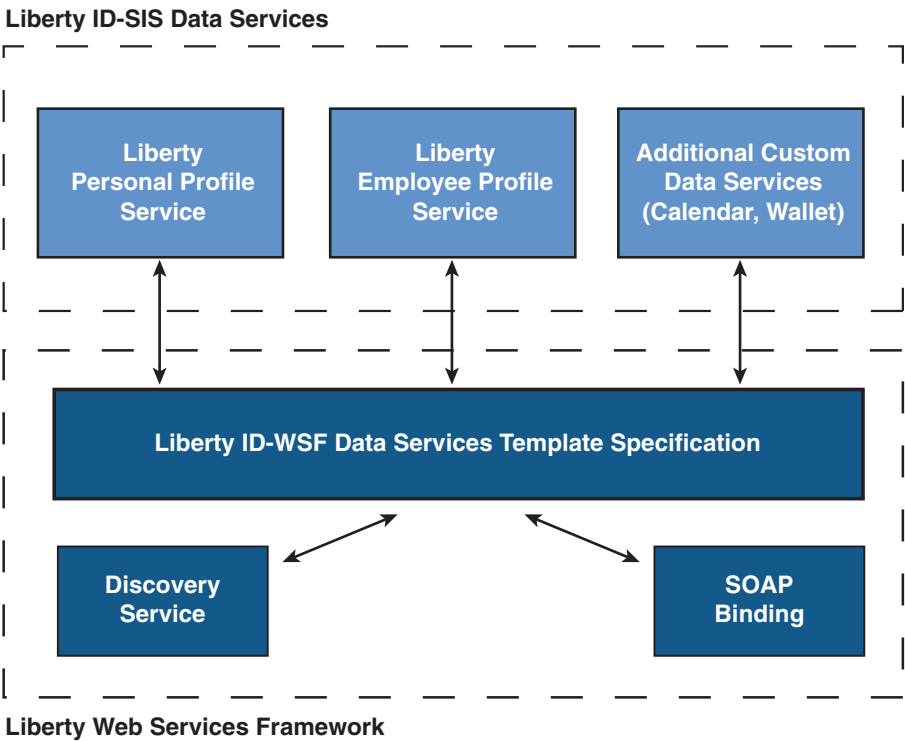 Liberty ID-SIS Data Services
Liberty
Personal Profile
Service
Liberty
Employee Profile
Service
Additional Custom
Data Services
(Calendar, Wallet)
Liberty ID-WSF Data Services Template Specification
Discovery
Service
SOAP
Binding
Liberty Web Services Framework